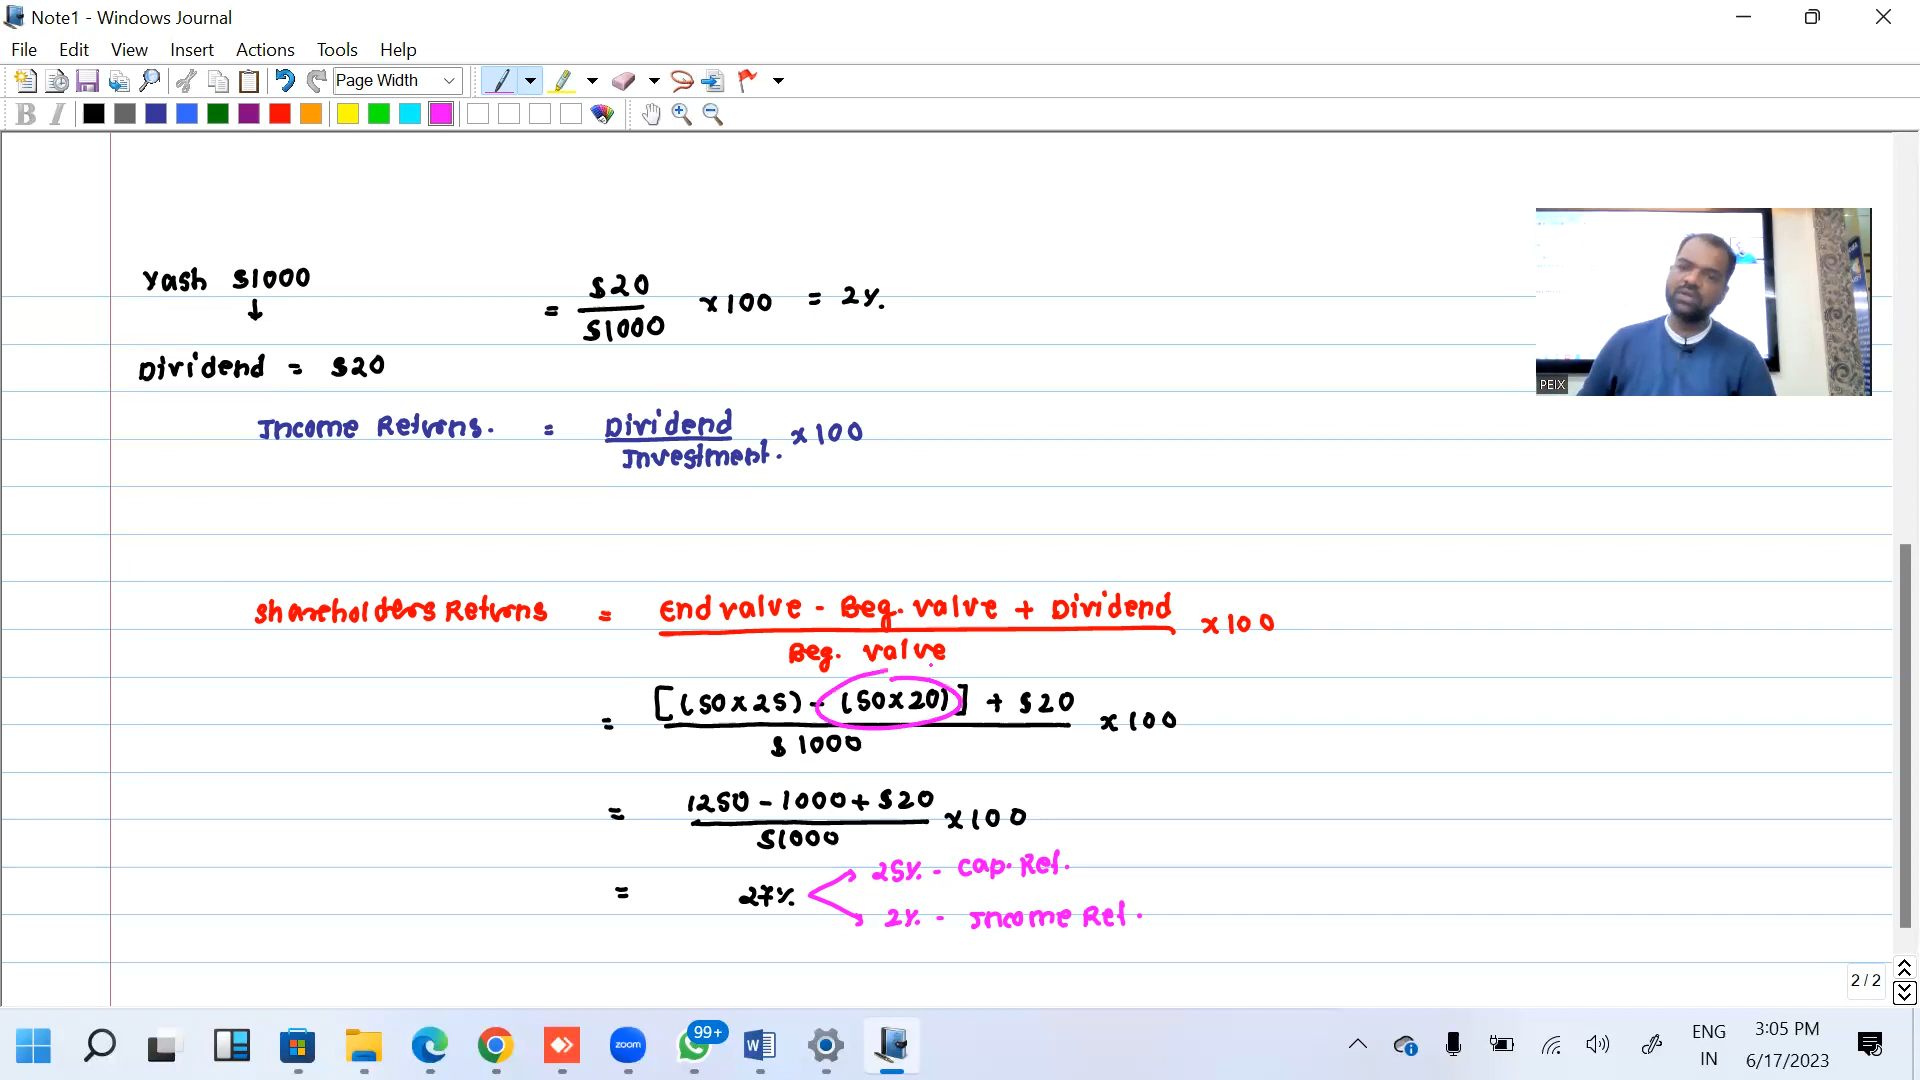 Note1 - Windows Journal
File Edit View Insert Actions Tools Help
Page Width
B I
Yash $1000
↓
= $20 / $1000 x100 = 2%.
Dividend = $20
Income Returns. = Dividend / Investment. x100
Shareholders Returns = End value - Beg. value + Dividend / Beg. value x100
= [(50x25) - (50x20)] + $20 / $1000 x100
= 1250 - 1000 + $20 / $1000 x100
= 27%
25% - Cap. Ret.
2% - Income Ret.
PEIX
2 / 2
99+
zoom
ENG
IN
3:05 PM
6/17/2023